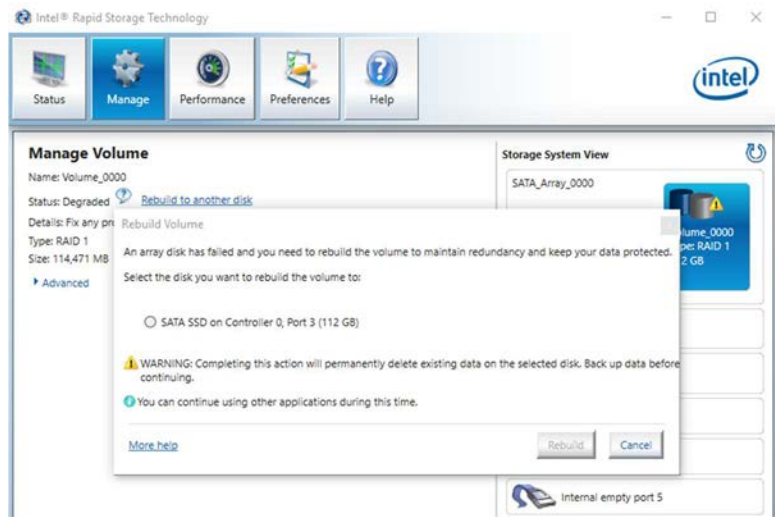 Intel® Rapid Storage Technology
Status
Manage
Performance
Preferences
Help
intel
Manage Volume
Name: Volume_0000
Status: Degraded
Rebuild to another disk
Details: Fix any pro
Type: RAID 1
Size: 114,471 MB
Advanced
Rebuild Volume
An array disk has failed and you need to rebuild the volume to maintain redundancy and keep your data protected.
Select the disk you want to rebuild the volume to:
SATA SSD on Controller 0, Port 3 (112 GB)
WARNING: Completing this action will permanently delete existing data on the selected disk. Back up data before
continuing.
You can continue using other applications during this time.
More help
Rebuild
Cancel
Storage System View
SATA_Array_0000
lume_0000
pe: RAID 1
2 GB
Internal empty port 5